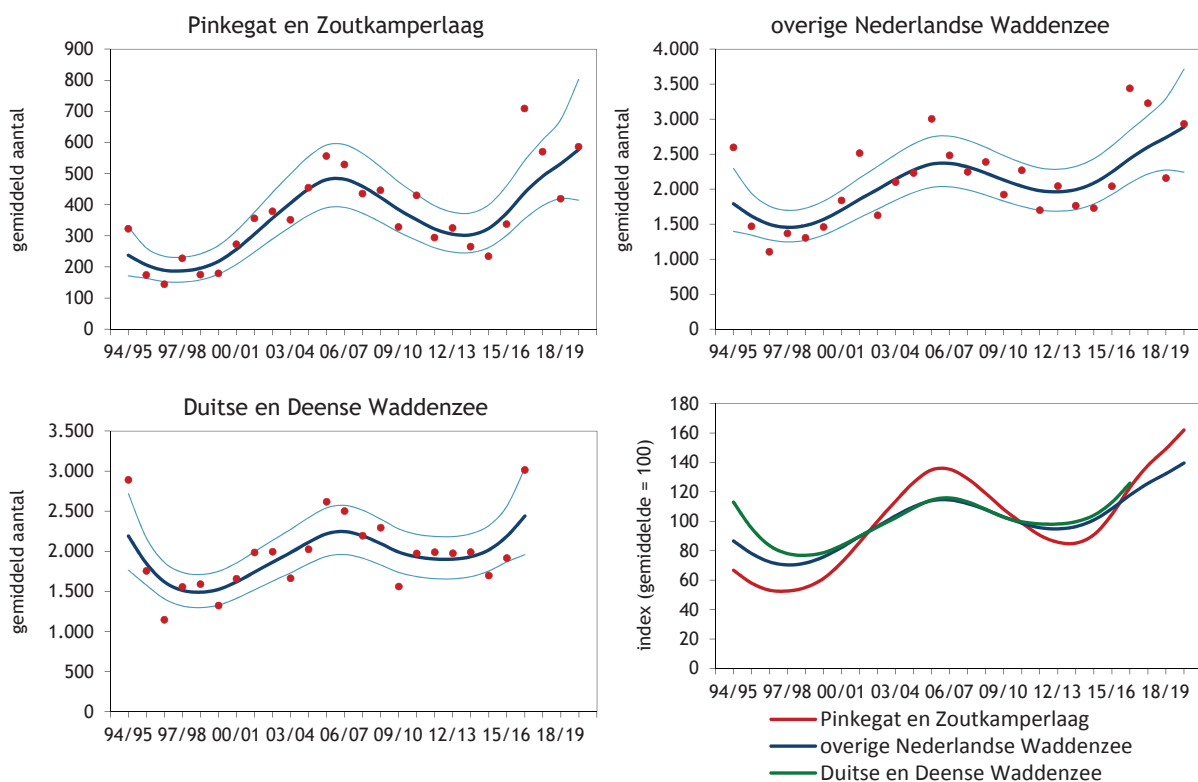 Pinkegat en Zoutkamperlaag
gemiddeld aantal
900
800
700
600
500
400
300
200
100
0
94/95 97/98 00/01 03/04 06/07 09/10 12/13 15/16 18/19
overige Nederlandse Waddenzee
gemiddeld aantal
4.000
3.500
3.000
2.500
2.000
1.500
1.000
500
0
94/95 97/98 00/01 03/04 06/07 09/10 12/13 15/16 18/19
Duitse en Deense Waddenzee
gemiddeld aantal
3.500
3.000
2.500
2.000
1.500
1.000
500
0
94/95 97/98 00/01 03/04 06/07 09/10 12/13 15/16 18/19
index (gemiddelde = 100)
180
160
140
120
100
80
60
40
20
0
94/95 97/98 00/01 03/04 06/07 09/10 12/13 15/16 18/19
Pinkegat en Zoutkamperlaag
overige Nederlandse Waddenzee
Duitse en Deense Waddenzee